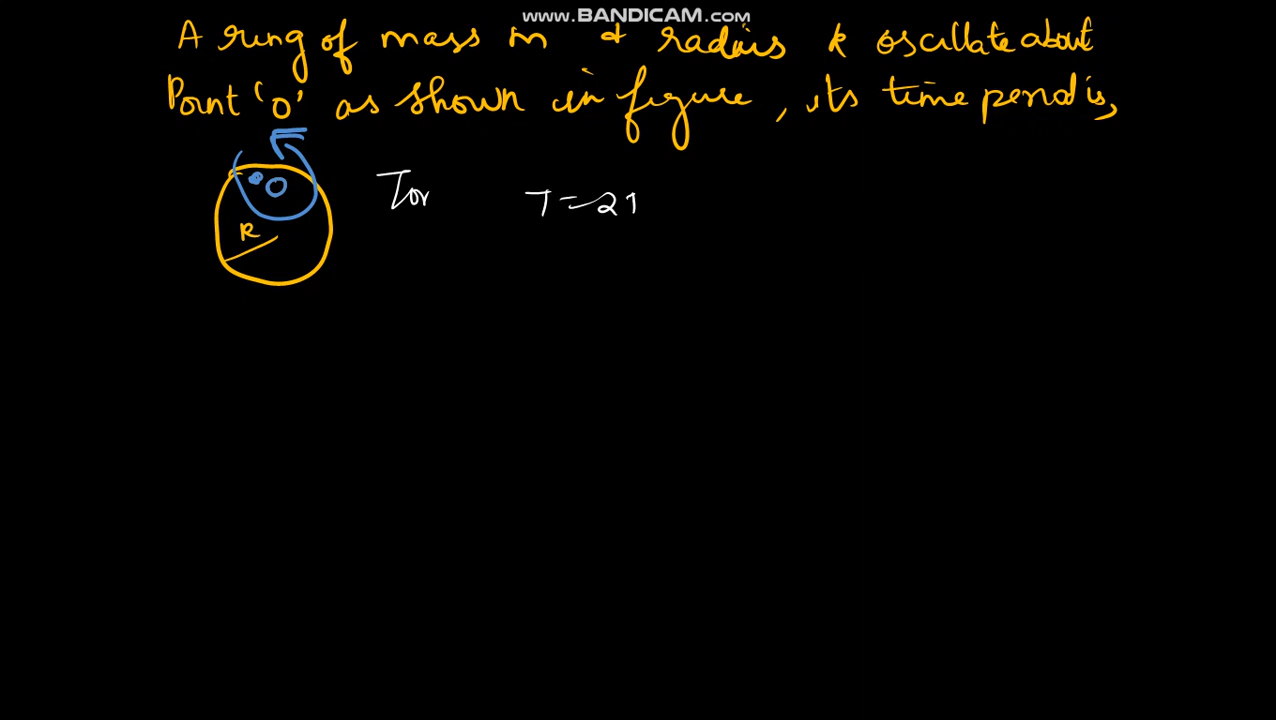 www.BANDICAM.com
A ring of mass m & radius R oscillate about
Point 'O' as shown in figure, its time period is,
O
R
Tor T = 21